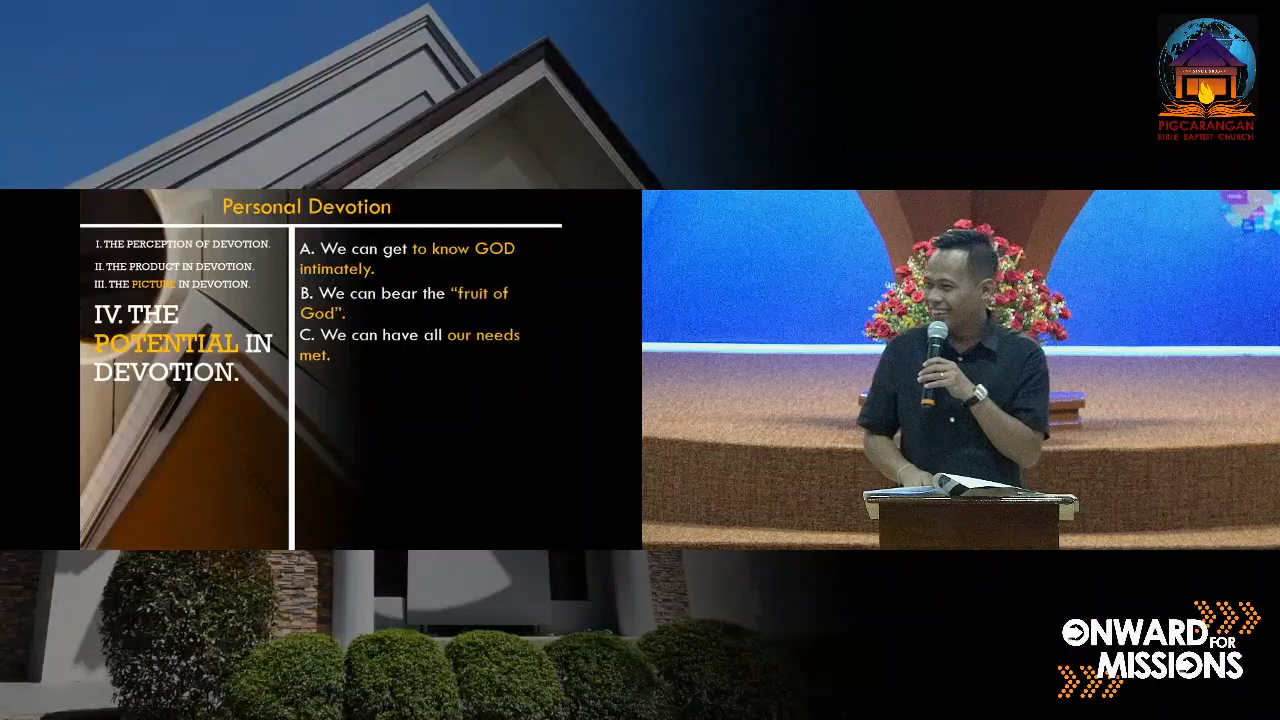 PIGCARANGAN
BIBLE BAPTIST CHURCH
Personal Devotion
I. THE PERCEPTION OF DEVOTION.
II. THE PRODUCT IN DEVOTION.
III. THE PICTURE IN DEVOTION.
IV. THE
POTENTIAL IN
DEVOTION.
A. We can get to know GOD
intimately.
B. We can bear the “fruit of
God”.
C. We can have all our needs
met.
ONWARD
FOR
MISSIONS